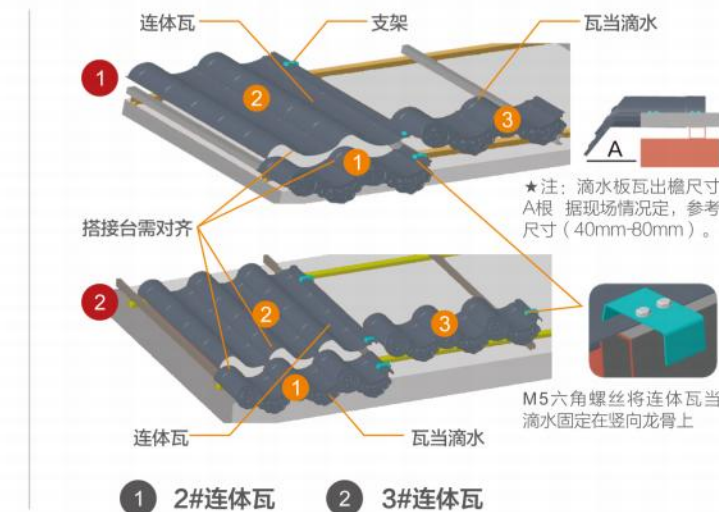 连体瓦 支架 瓦当滴水
1
2
3
1
A
★注：滴水板瓦出檐尺寸
A根 据现场情况定，参考
尺寸（40mm-80mm）。
搭接台需对齐
2
2
3
1
M5六角螺丝将连体瓦当
滴水固定在竖向龙骨上
连体瓦 瓦当滴水
1 2#连体瓦 2 3#连体瓦